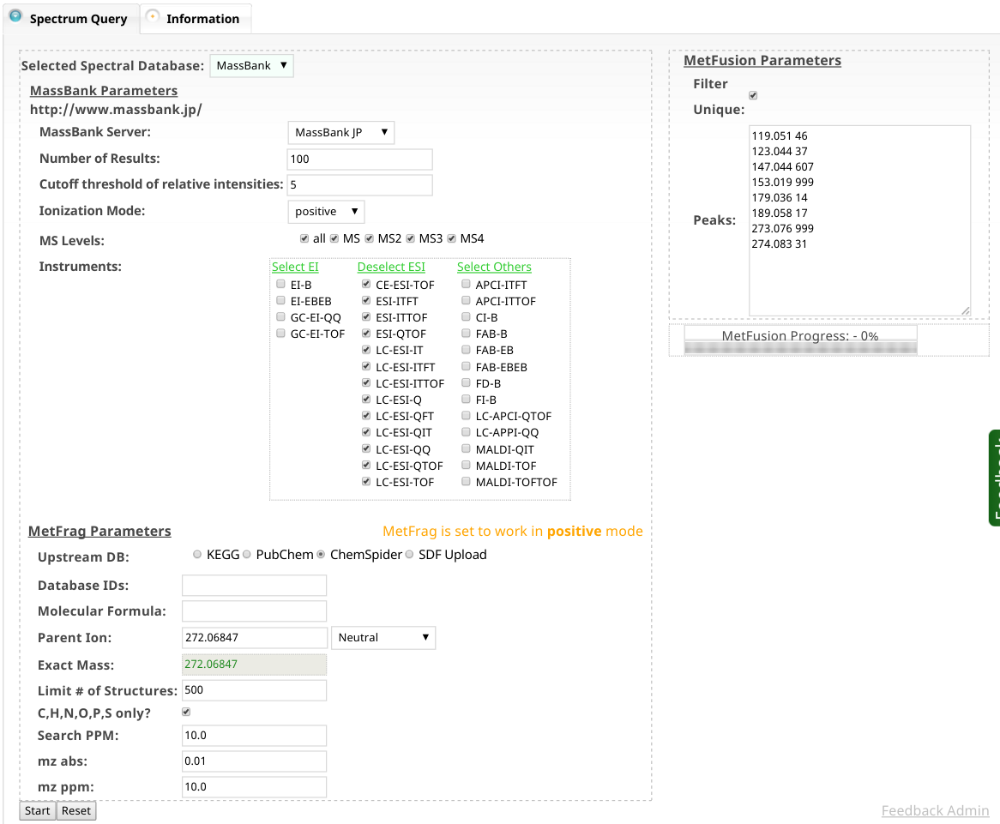 Spectrum Query
Information
Selected Spectral Database: MassBank ▼
MassBank Parameters
http://www.massbank.jp/
MassBank Server: MassBank JP ▼
Number of Results: 100
Cutoff threshold of relative intensities: 5
Ionization Mode: positive ▼
MS Levels: all MS MS2 MS3 MS4
Instruments:
Select EI
EI-B
EI-EBEB
GC-EI-QQ
GC-EI-TOF
Deselect ESI
CE-ESI-TOF
ESI-ITFT
ESI-ITTOF
ESI-QTOF
LC-ESI-IT
LC-ESI-ITFT
LC-ESI-ITTOF
LC-ESI-Q
LC-ESI-QFT
LC-ESI-QIT
LC-ESI-QQ
LC-ESI-QTOF
LC-ESI-TOF
Select Others
APCI-ITFT
APCI-ITTOF
CI-B
FAB-B
FAB-EB
FAB-EBEB
FD-B
FI-B
LC-APCI-QTOF
LC-APPI-QQ
MALDI-QIT
MALDI-TOF
MALDI-TOFTOF
MetFrag Parameters
MetFrag is set to work in positive mode
Upstream DB: KEGG PubChem ChemSpider SDF Upload
Database IDs:
Molecular Formula:
Parent Ion: 272.06847 Neutral ▼
Exact Mass: 272.06847
Limit # of Structures: 500
C,H,N,O,P,S only?
Search PPM: 10.0
mz abs: 0.01
mz ppm: 10.0
Start Reset
MetFusion Parameters
Filter
Unique:
Peaks:
119.051 46
123.044 37
147.044 607
153.019 999
179.036 14
189.058 17
273.076 999
274.083 31
MetFusion Progress: - 0%
Feedback Admin